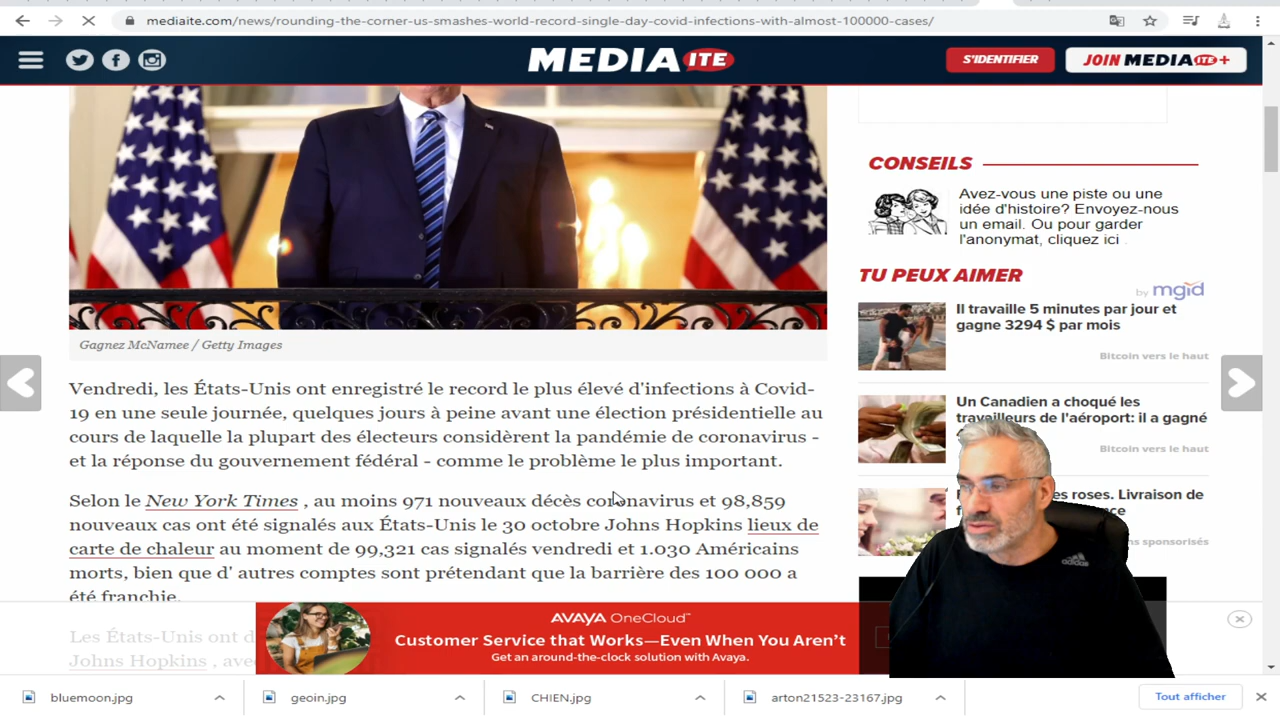 mediaite.com/news/rounding-the-corner-us-smashes-world-record-single-day-covid-infections-with-almost-100000-cases/
MEDIA ITE
S'IDENTIFIER
JOIN MEDIA ITE +
Gagnez McNamee / Getty Images
Vendredi, les États-Unis ont enregistré le record le plus élevé d'infections à Covid-
19 en une seule journée, quelques jours à peine avant une élection présidentielle au
cours de laquelle la plupart des électeurs considèrent la pandémie de coronavirus -
et la réponse du gouvernement fédéral - comme le problème le plus important.
Selon le New York Times , au moins 971 nouveaux décès coronavirus et 98,859
nouveaux cas ont été signalés aux États-Unis le 30 octobre Johns Hopkins lieux de
carte de chaleur au moment de 99,321 cas signalés vendredi et 1.030 Américains
morts, bien que d' autres comptes sont prétendant que la barrière des 100 000 a
été franchie.
Les États-Unis ont d
Johns Hopkins , ave
CONSEILS
Avez-vous une piste ou une
idée d'histoire? Envoyez-nous
un email. Ou pour garder
l'anonymat, cliquez ici .
TU PEUX AIMER
by mgid
Il travaille 5 minutes par jour et
gagne 3294 $ par mois
Bitcoin vers le haut
Un Canadien a choqué les
travailleurs de l'aéroport: il a gagné
Bitcoin vers le haut
es roses. Livraison de
ns sponsorisés
adidas
AVAYA OneCloud™
Customer Service that Works—Even When You Aren't
Get an around-the-clock solution with Avaya.
bluemoon.jpg
geoin.jpg
CHIEN.jpg
arton21523-23167.jpg
Tout afficher